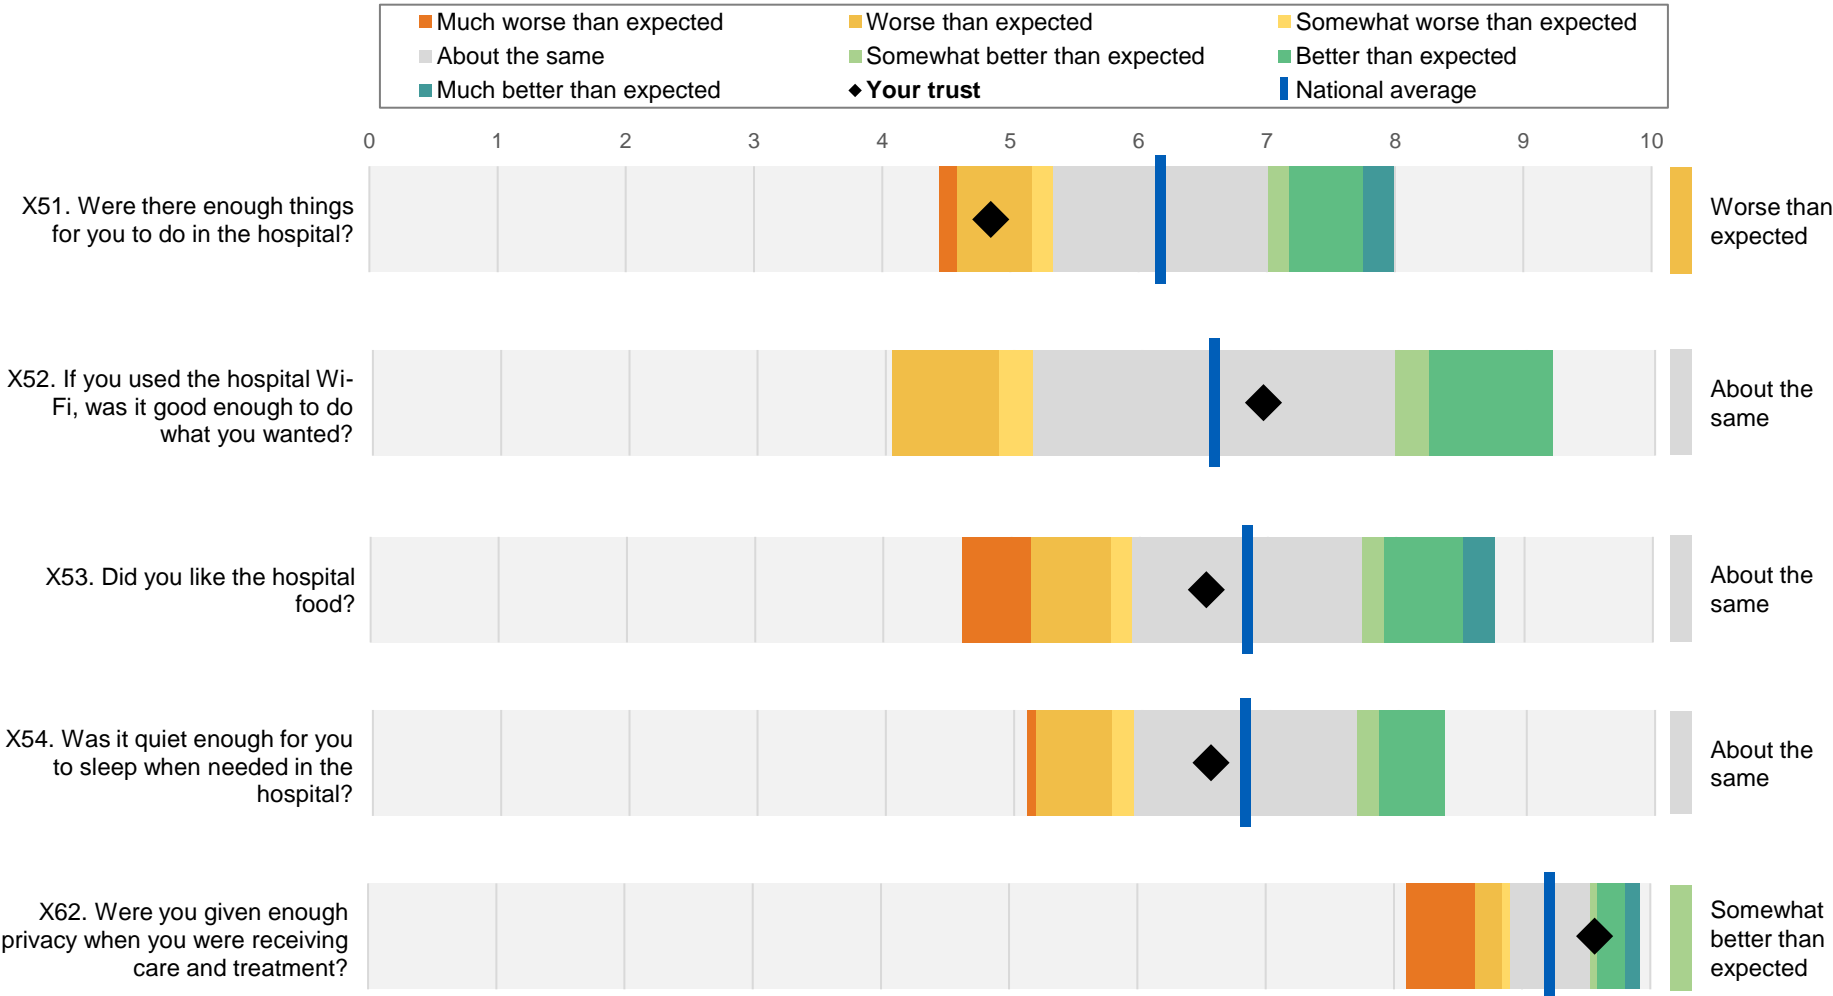 Much worse than expected
Worse than expected
Somewhat worse than expected
About the same
Somewhat better than expected
Better than expected
Much better than expected
Your trust
National average
0 1 2 3 4 5 6 7 8 9 10
X51. Were there enough things
for you to do in the hospital?
Worse than
expected
X52. If you used the hospital Wi-
Fi, was it good enough to do
what you wanted?
About the
same
X53. Did you like the hospital
food?
About the
same
X54. Was it quiet enough for you
to sleep when needed in the
hospital?
About the
same
X62. Were you given enough
privacy when you were receiving
care and treatment?
Somewhat
better than
expected